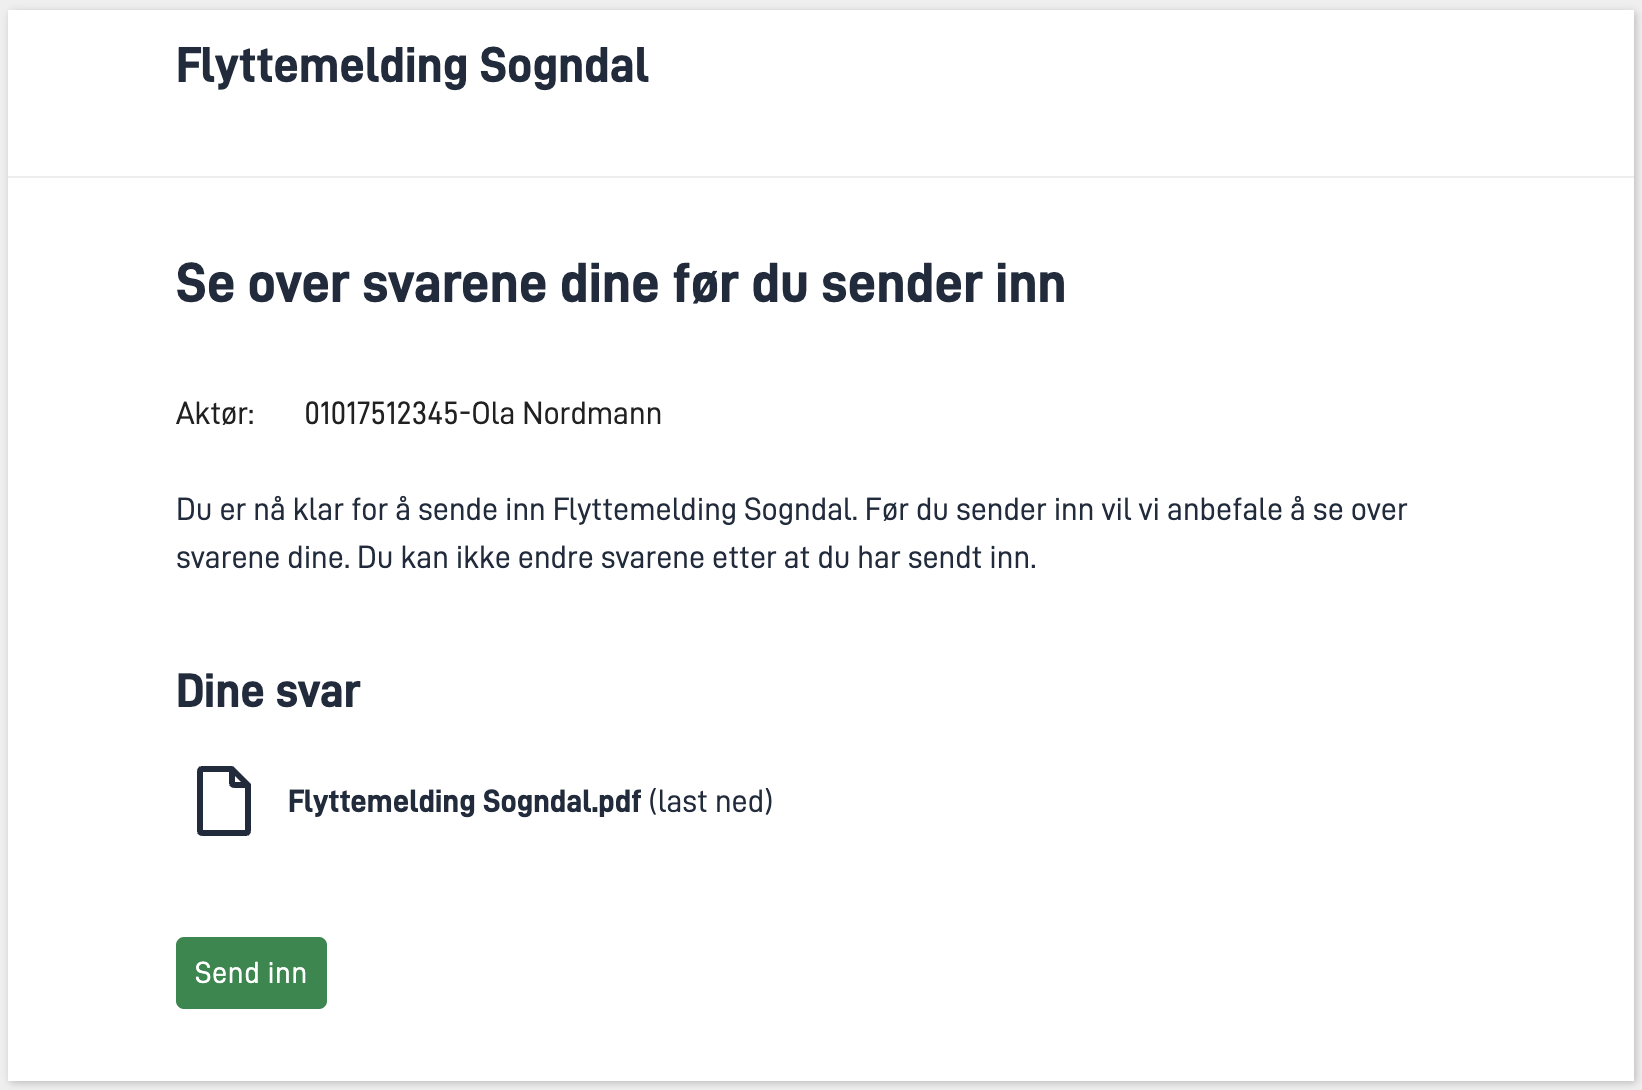 Flyttemelding Sogndal
Se over svarene dine før du sender inn
Aktør: 01017512345-Ola Nordmann
Du er nå klar for å sende inn Flyttemelding Sogndal. Før du sender inn vil vi anbefale å se over
svarene dine. Du kan ikke endre svarene etter at du har sendt inn.
Dine svar
Flyttemelding Sogndal.pdf (last ned)
Send inn